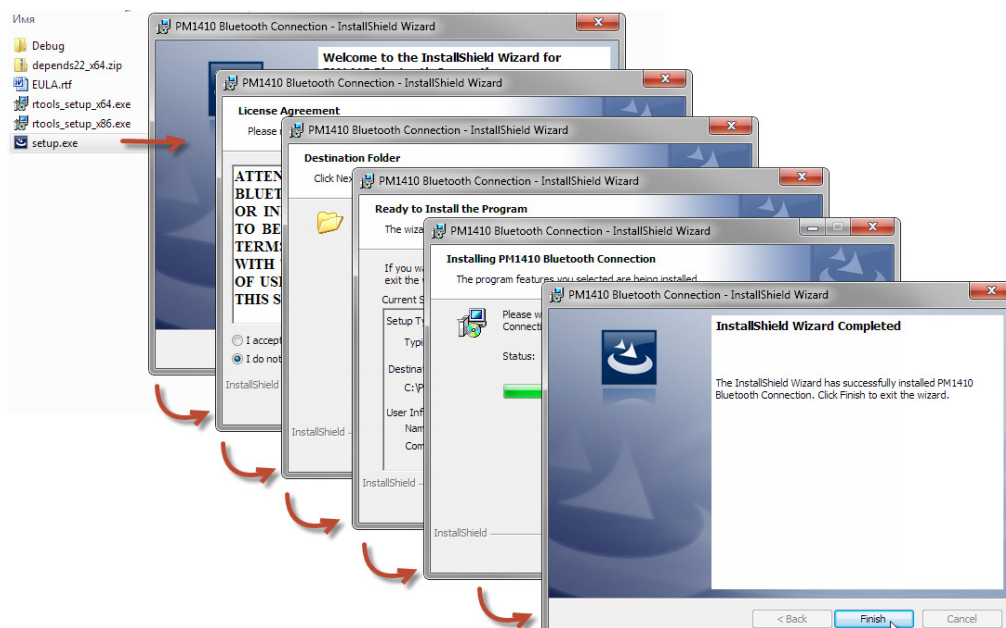 Имя
Debug
depends22_x64.zip
EULA.rtf
rtools_setup_x64.exe
rtools_setup_x86.exe
setup.exe
PM1410 Bluetooth Connection - InstallShield Wizard
Welcome to the InstallShield Wizard for
PM1410 Bluetooth Connection - InstallShield Wizard
License Agreement
Please
ATTEN
BLUET
OR IN
TO BE
TERMS
WITH
OF US
THIS S
I accept
I do not
InstallShield
PM1410 Bluetooth Connection - InstallShield Wizard
Destination Folder
Click Nex
InstallShield
PM1410 Bluetooth Connection - InstallShield Wizard
Ready to Install the Program
The wiza
If you wa
exit the
Current S
Setup Ty
Typi
Destinat
C:\P
User Inf
Nam
Com
InstallShield
PM1410 Bluetooth Connection - InstallShield Wizard
Installing PM1410 Bluetooth Connection
The program features you selected are being installed.
Please w
Connecti
Status:
InstallShield
PM1410 Bluetooth Connection - InstallShield Wizard
InstallShield Wizard Completed
The InstallShield Wizard has successfully installed PM1410
Bluetooth Connection. Click Finish to exit the wizard.
< Back
Finish
Cancel